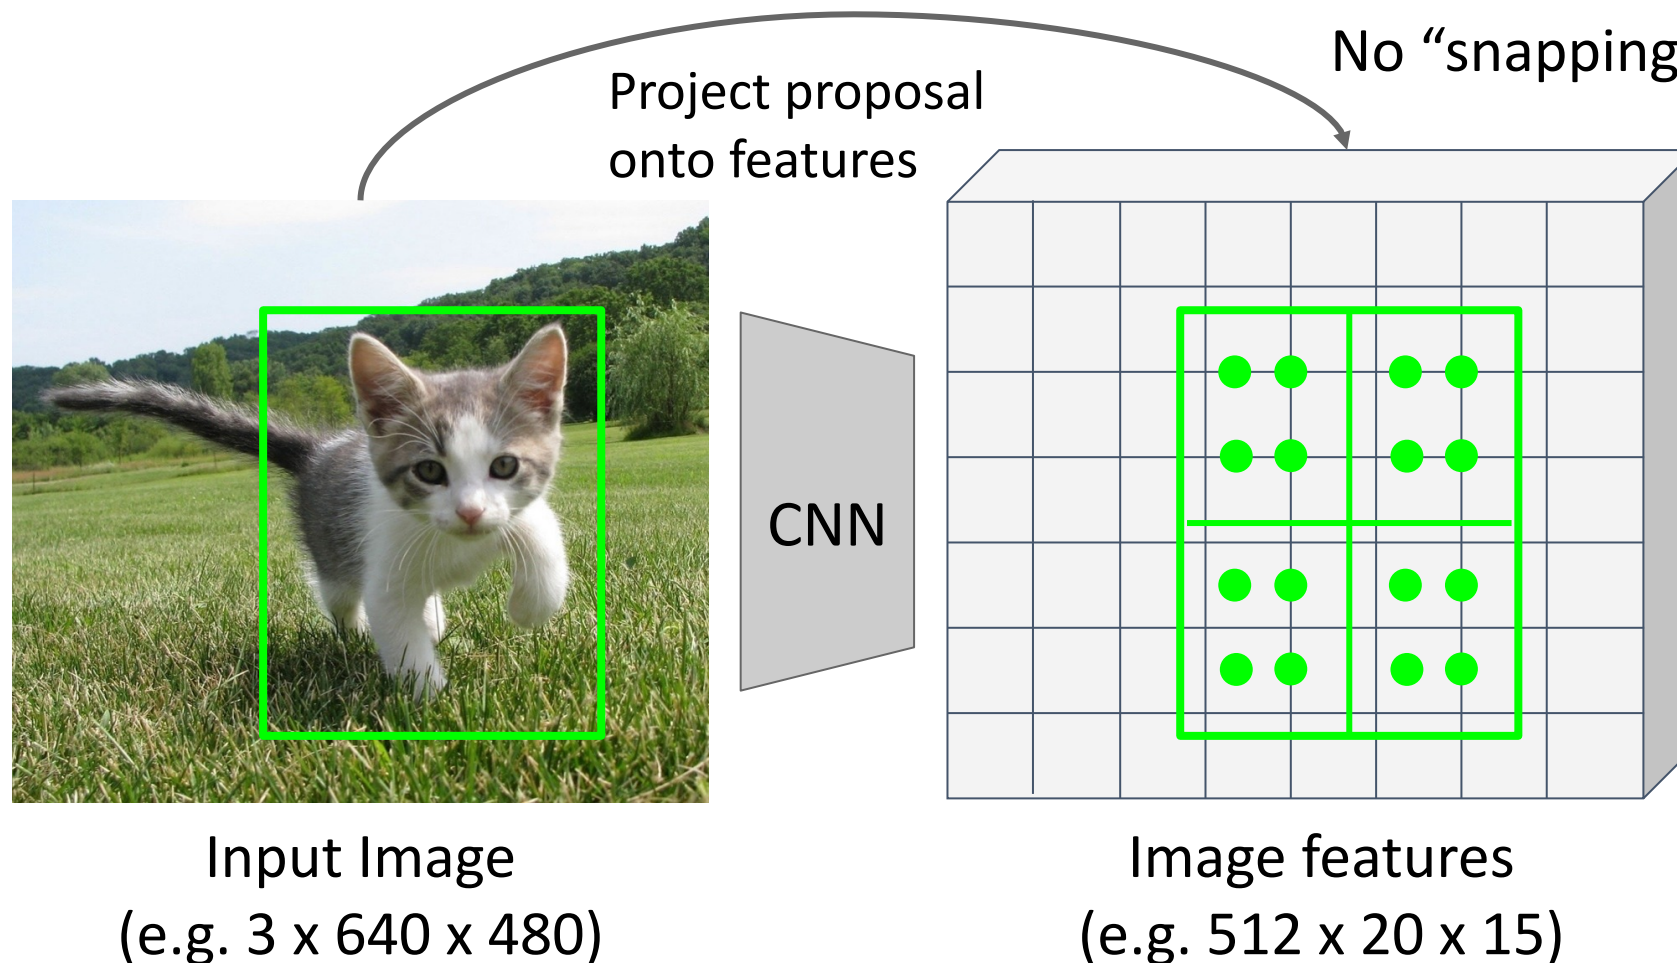 No “snapping
Project proposal
onto features
CNN
Input Image
(e.g. 3 x 640 x 480)
Image features
(e.g. 512 x 20 x 15)